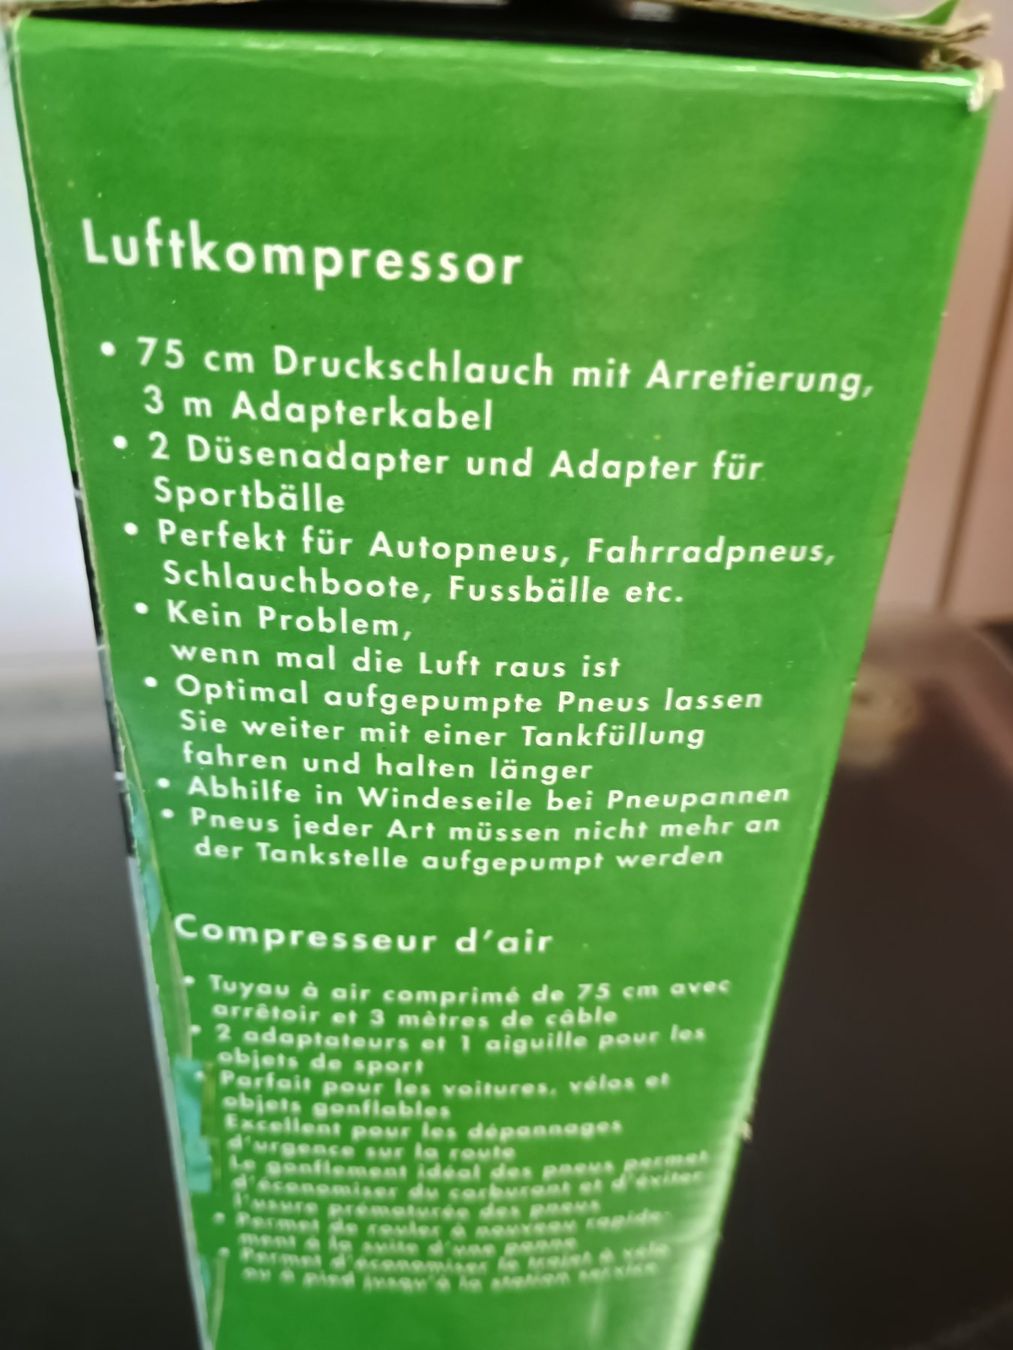 Luftkompressor
• 75 cm Druckschlauch mit Arretierung,
3 m Adapterkabel
• 2 Düsenadapter und Adapter für
Sportbälle
• Perfekt für Autopneus, Fahrradpneus,
Schlauchboote, Fussbälle etc.
• Kein Problem,
wenn mal die Luft raus ist
• Optimal aufgepumpte Pneus lassen
Sie weiter mit einer Tankfüllung
fahren und halten länger
• Abhilfe in Windeseile bei Pneupannen
• Pneus jeder Art müssen nicht mehr an
der Tankstelle aufgepumpt werden
Compresseur d'air
• Tuyau à air comprimé de 75 cm avec
arrêtoir et 3 mètres de câble
• 2 adaptateurs et 1 aiguille pour les
objets de sport
• Parfait pour les voitures, vélos et
objets gonflables
Excellent pour les dépannages
d'urgence sur la route
Le gonflement idéal des pneus permet
d'économiser du carburant et d'éviter
l'usure prématurée des pneus
• Permet de rouler à nouveau rapide-
ment à la suite d'une panne
• Permet d'économiser le trajet à vélo
ou à pied jusqu'à la station service